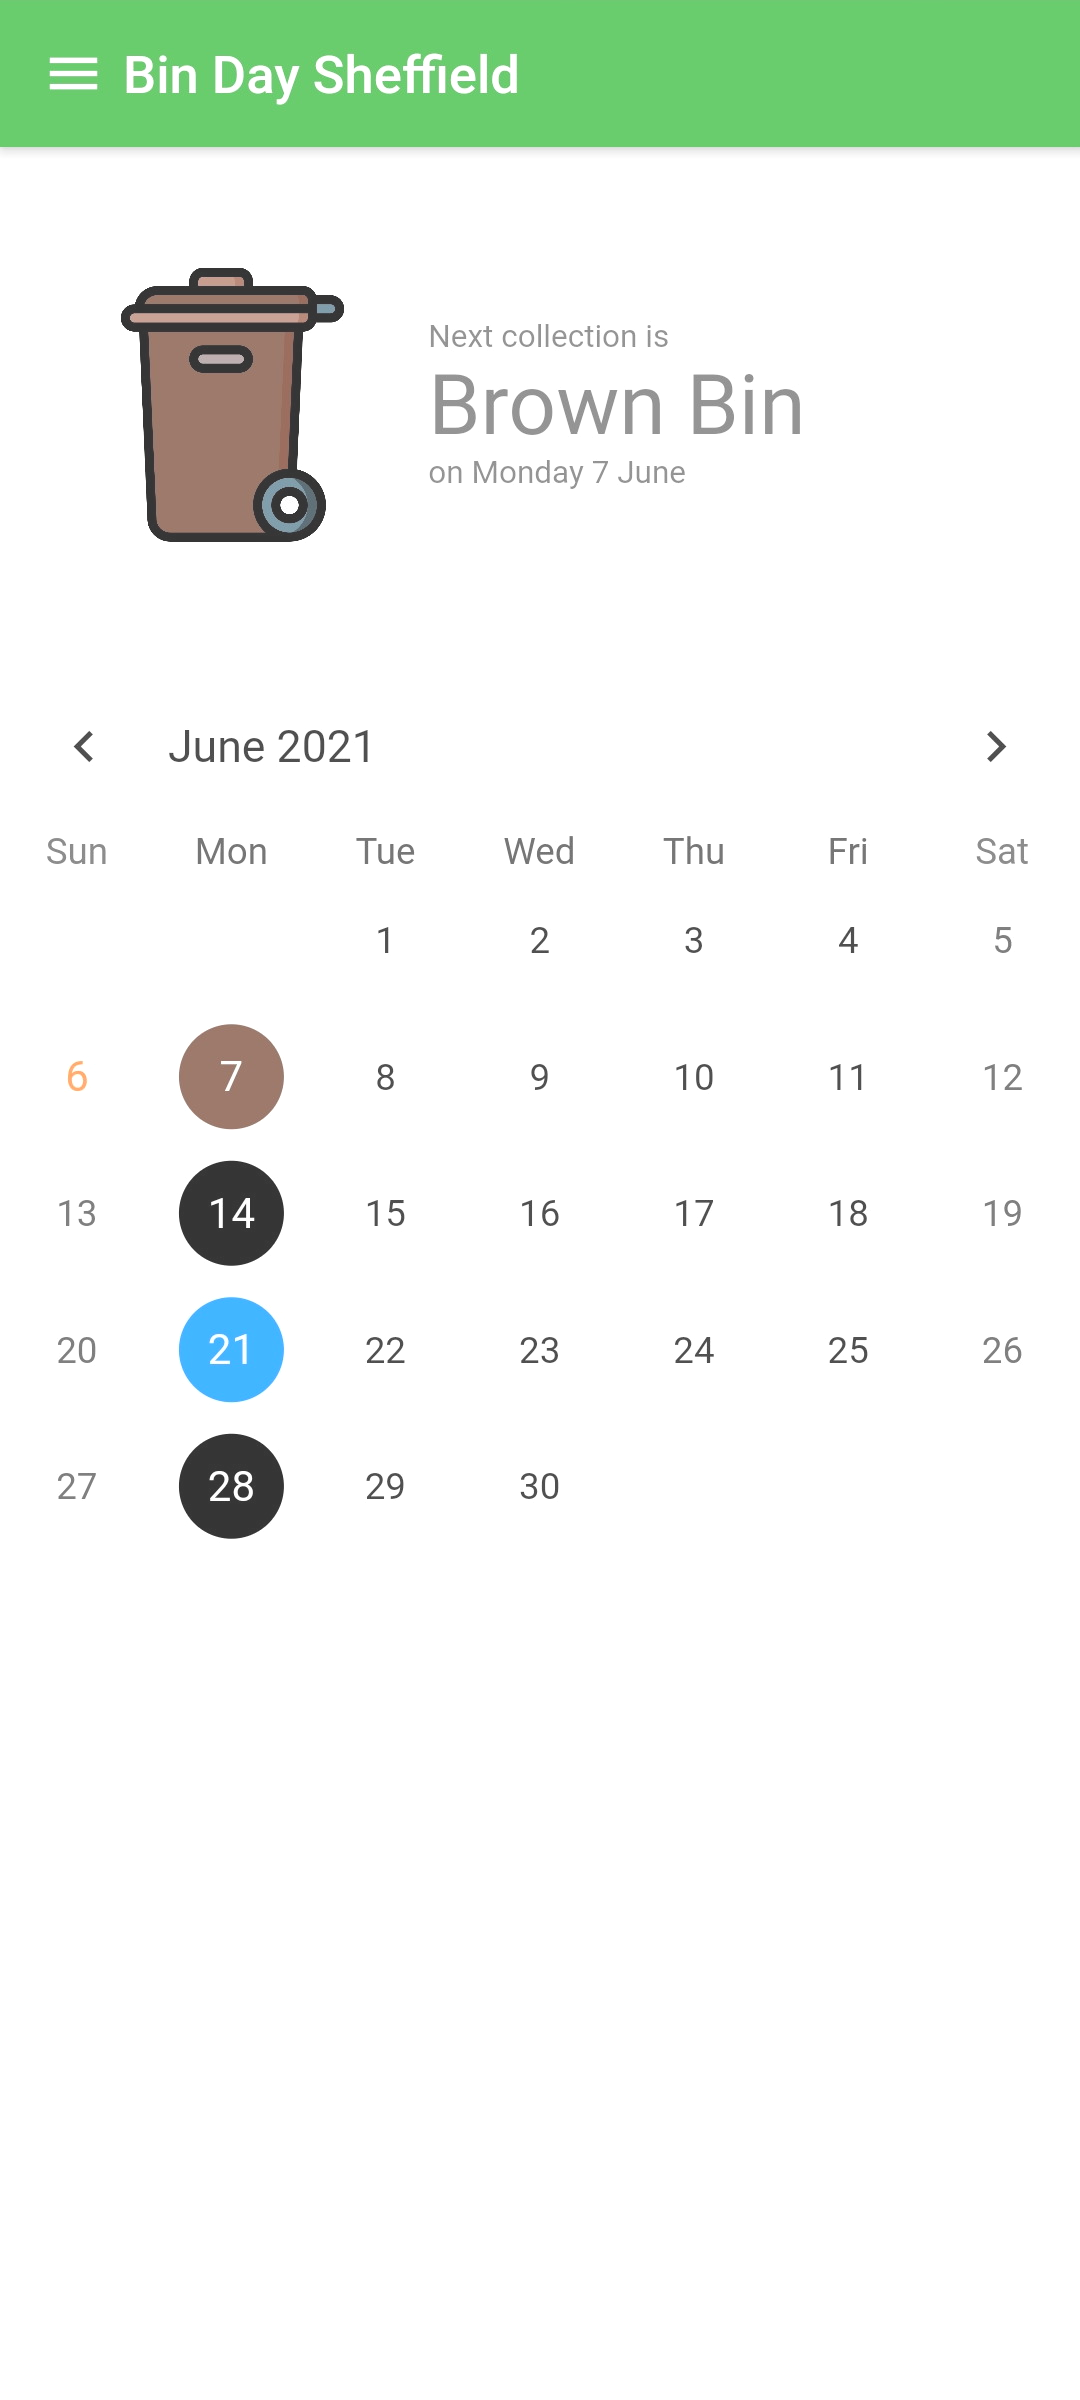 Bin Day Sheffield
Next collection is
Brown Bin
on Monday 7 June
June 2021
Sun Mon Tue Wed Thu Fri Sat
1 2 3 4 5
6 7 8 9 10 11 12
13 14 15 16 17 18 19
20 21 22 23 24 25 26
27 28 29 30